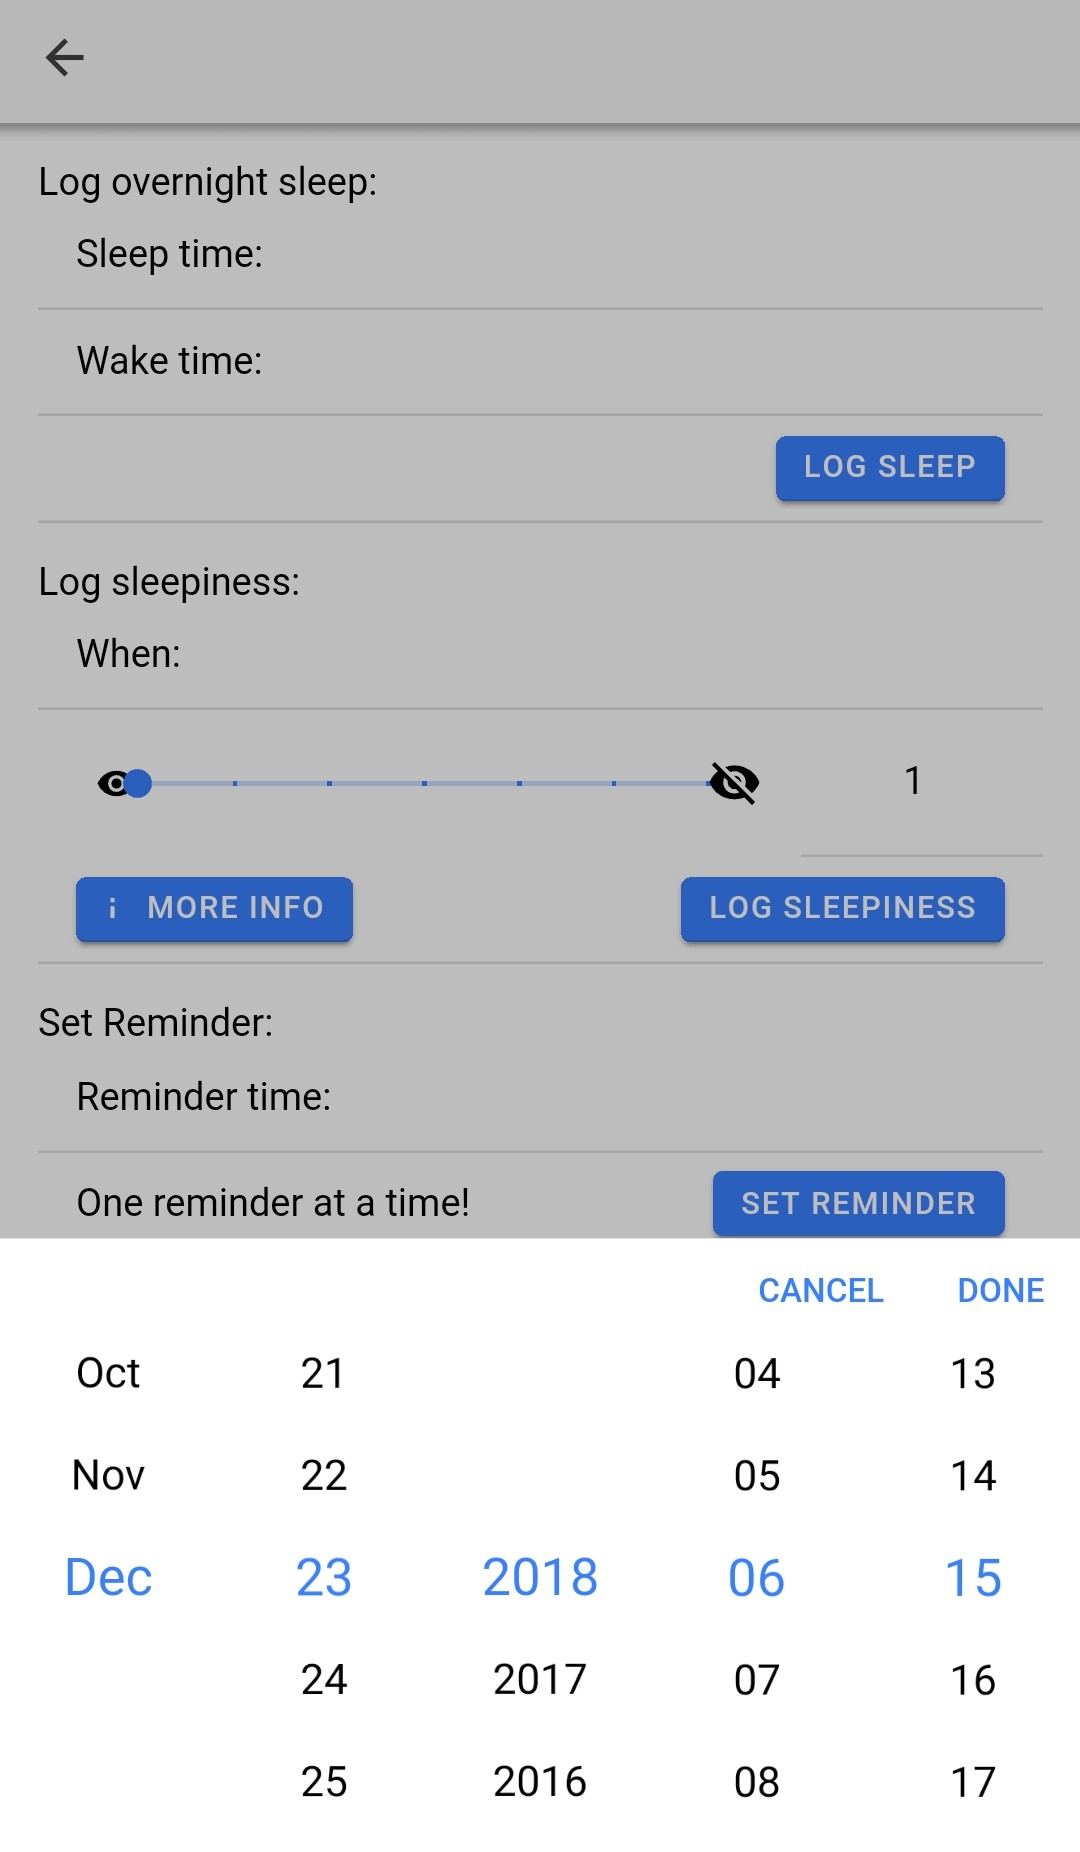 Log overnight sleep:
Sleep time:
Wake time:
LOG SLEEP
Log sleepiness:
When:
1
MORE INFO LOG SLEEPINESS
Set Reminder:
Reminder time:
One reminder at a time! SET REMINDER
CANCEL DONE
Oct 21 04 13
Nov 22 05 14
Dec 23 2018 06 15
24 2017 07 16
25 2016 08 17